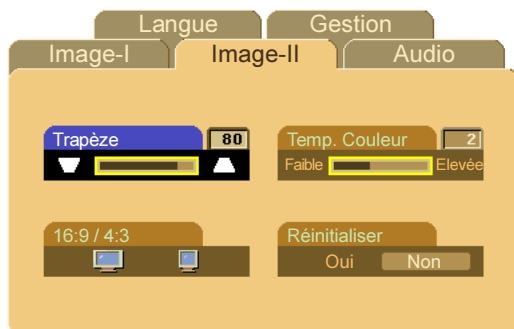 Langue Gestion
Image-I Image-II Audio
Trapèze 80 Temp. Couleur 2
Faible Elevée
16:9 / 4:3 Réinitialiser
Oui Non